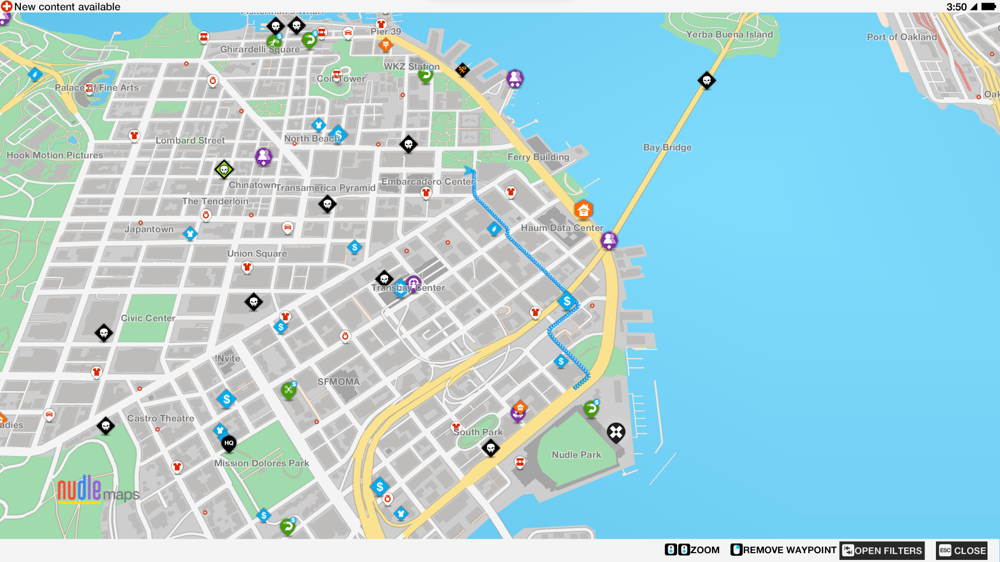 New content available
3:50
Fisherman's Wharf
Pier 39
Yerba Buena Island
Port of Oakland
Ghirardelli Square
WKZ Station
Palace of Fine Arts
Coit Tower
Oak
North Beach
Lombard Street
Bay Bridge
Hook Motion Pictures
Ferry Building
Chinatown
Transamerica Pyramid
Embarcadero Center
The Tenderloin
Japantown
Haum Data Center
Union Square
Transbay Center
Civic Center
!Nvite
SFMOMA
Castro Theatre
adies
South Park
HQ
Nudle Park
Mission Dolores Park
nudle maps
ZOOM
REMOVE WAYPOINT
OPEN FILTERS
ESC CLOSE